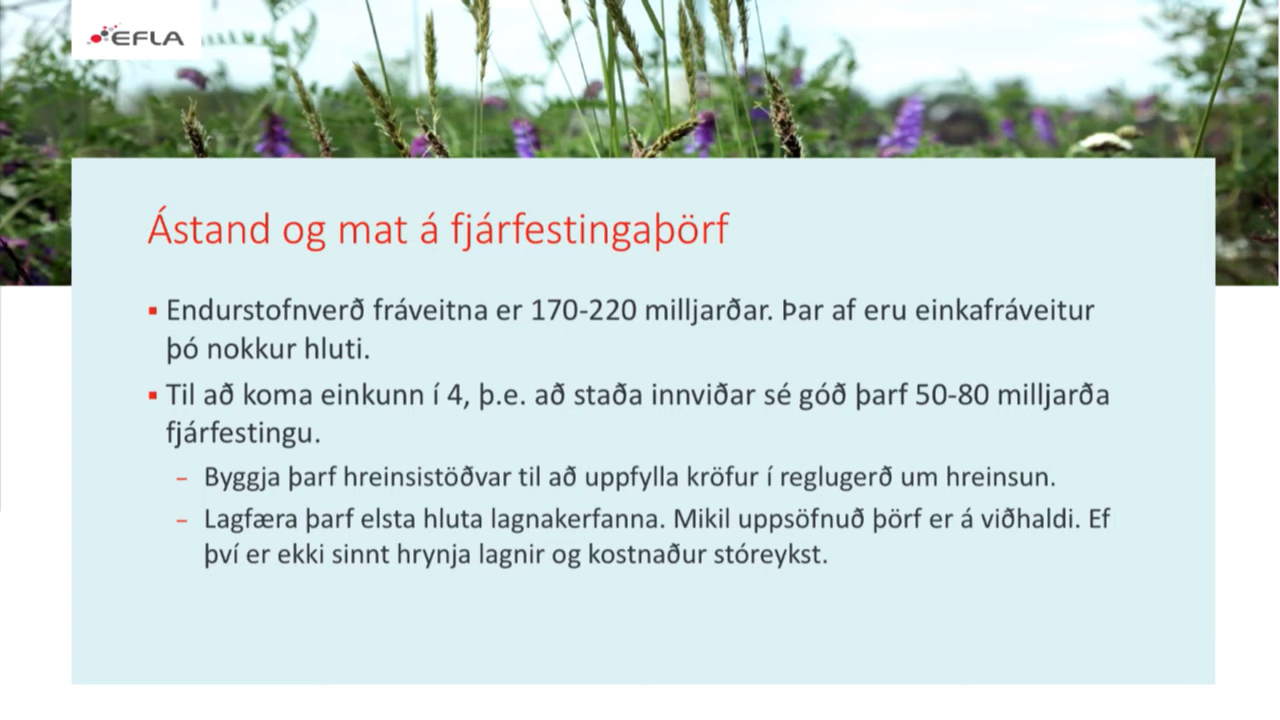 EFLA
Ástand og mat á fjárfestingaþörf
▪ Endurstofnverð fráveitna er 170-220 milljarðar. Þar af eru einkafráveitur
þó nokkur hluti.
▪ Til að koma einkunn í 4, þ.e. að staða innviðar sé góð þarf 50-80 milljarða
fjárfestingu.
– Byggja þarf hreinsistöðvar til að uppfylla kröfur í reglugerð um hreinsun.
– Lagfæra þarf elsta hluta lagnakerfanna. Mikil uppsöfnuð þörf er á viðhaldi. Ef
því er ekki sinnt hrynja lagnir og kostnaður stóreykst.